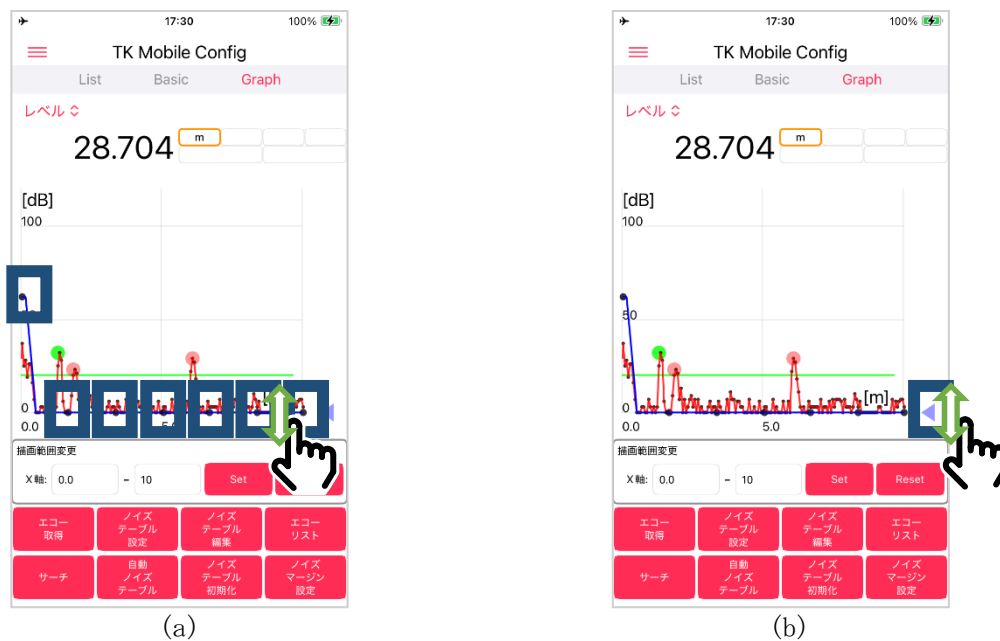 17:30
100%
TK Mobile Config
List Basic Graph
レベル
28.704 m
[dB]
100
0
0.0
描画範囲変更
X軸: 0.0 – 10 Set
エコー
取得
ノイズ
テーブル
設定
ノイズ
テーブル
編集
エコー
リスト
サーチ
自動
ノイズ
テーブル
ノイズ
テーブル
初期化
ノイズ
マージン
設定
(a)
17:30
100%
TK Mobile Config
List Basic Graph
レベル
28.704 m
[dB]
100
50
0
[m]
0.0 5.0
描画範囲変更
X軸: 0.0 – 10 Set Reset
エコー
取得
ノイズ
テーブル
設定
ノイズ
テーブル
編集
エコー
リスト
サーチ
自動
ノイズ
テーブル
ノイズ
テーブル
初期化
ノイズ
マージン
設定
(b)